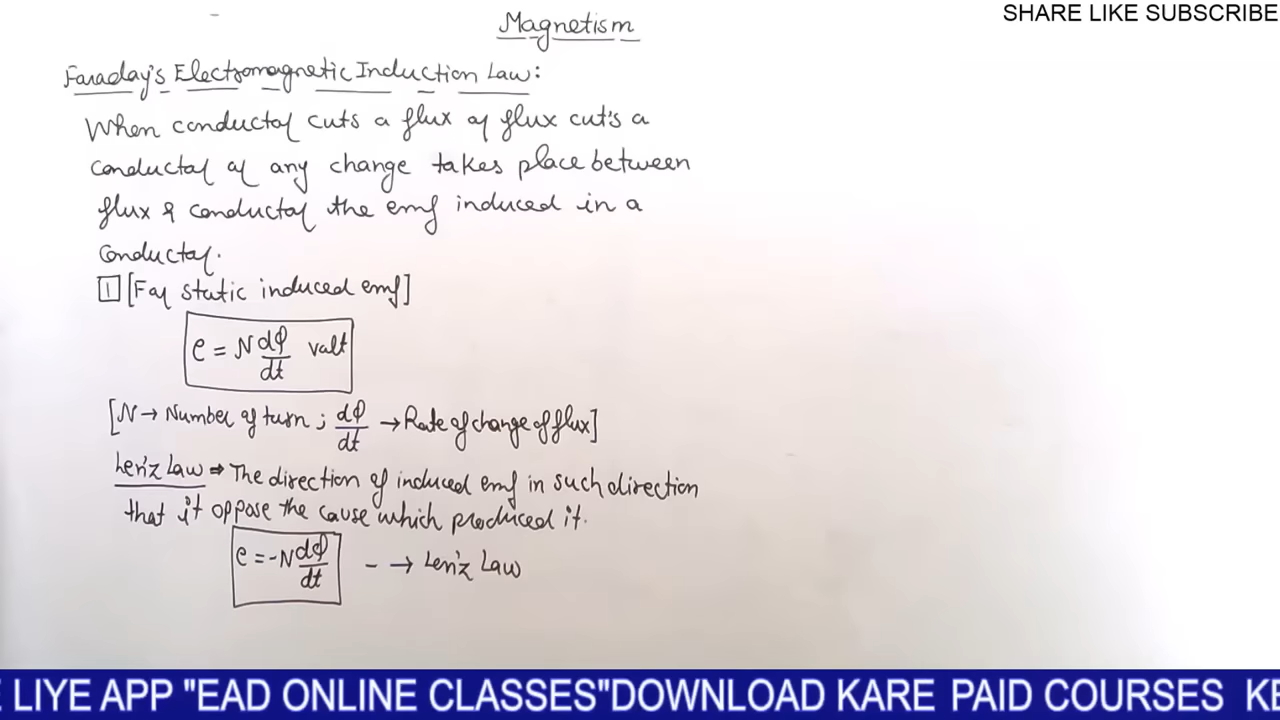 SHARE LIKE SUBSCRIBE
Magnetism
Faraday's Electromagnetic Induction Law:
When conductor cuts a flux or flux cut's a
conductor or any change takes place between
flux & conductor the emf induced in a
conductor.
1 [For static induced emf]
e = N dφ/dt volt
[N → Number of turn ; dφ/dt → Rate of change of flux]
Len'z Law ⇒ The direction of induced emf in such direction
that it oppose the cause which produced it.
e = -N dφ/dt - → Len'z Law
E LIYE APP "EAD ONLINE CLASSES"DOWNLOAD KARE PAID COURSES KE